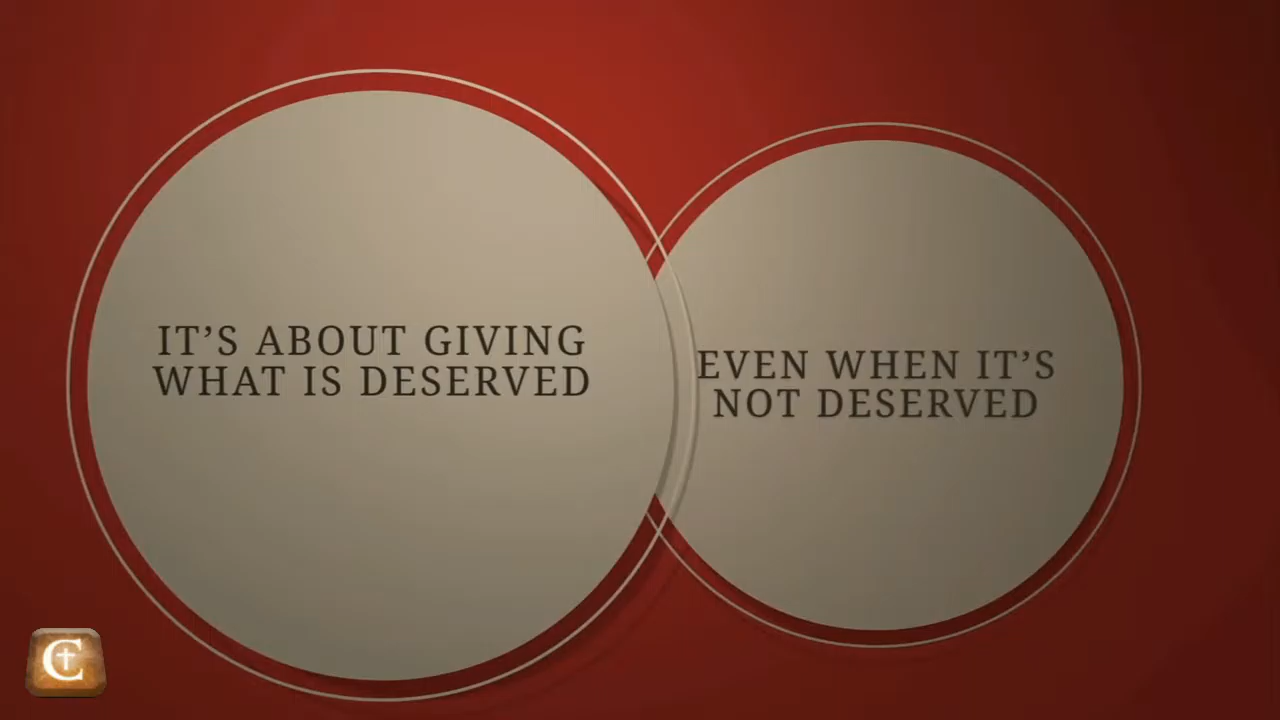 IT’S ABOUT GIVING
WHAT IS DESERVED
EVEN WHEN IT’S
NOT DESERVED
C